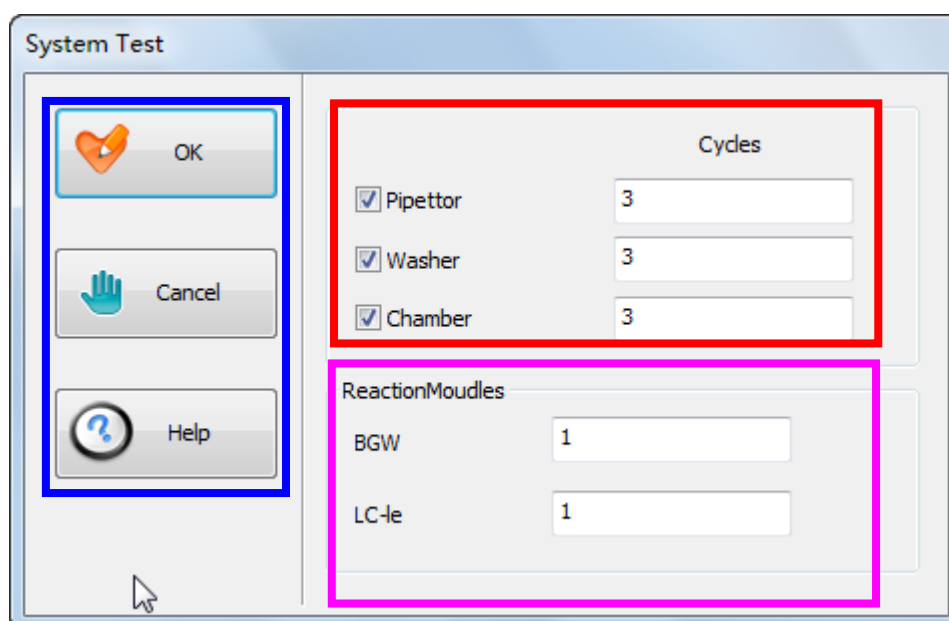 System Test
OK
Cancel
Help
Cycles
Pipettor 3
Washer 3
Chamber 3
ReactionMoudles
BGW 1
LC-le 1